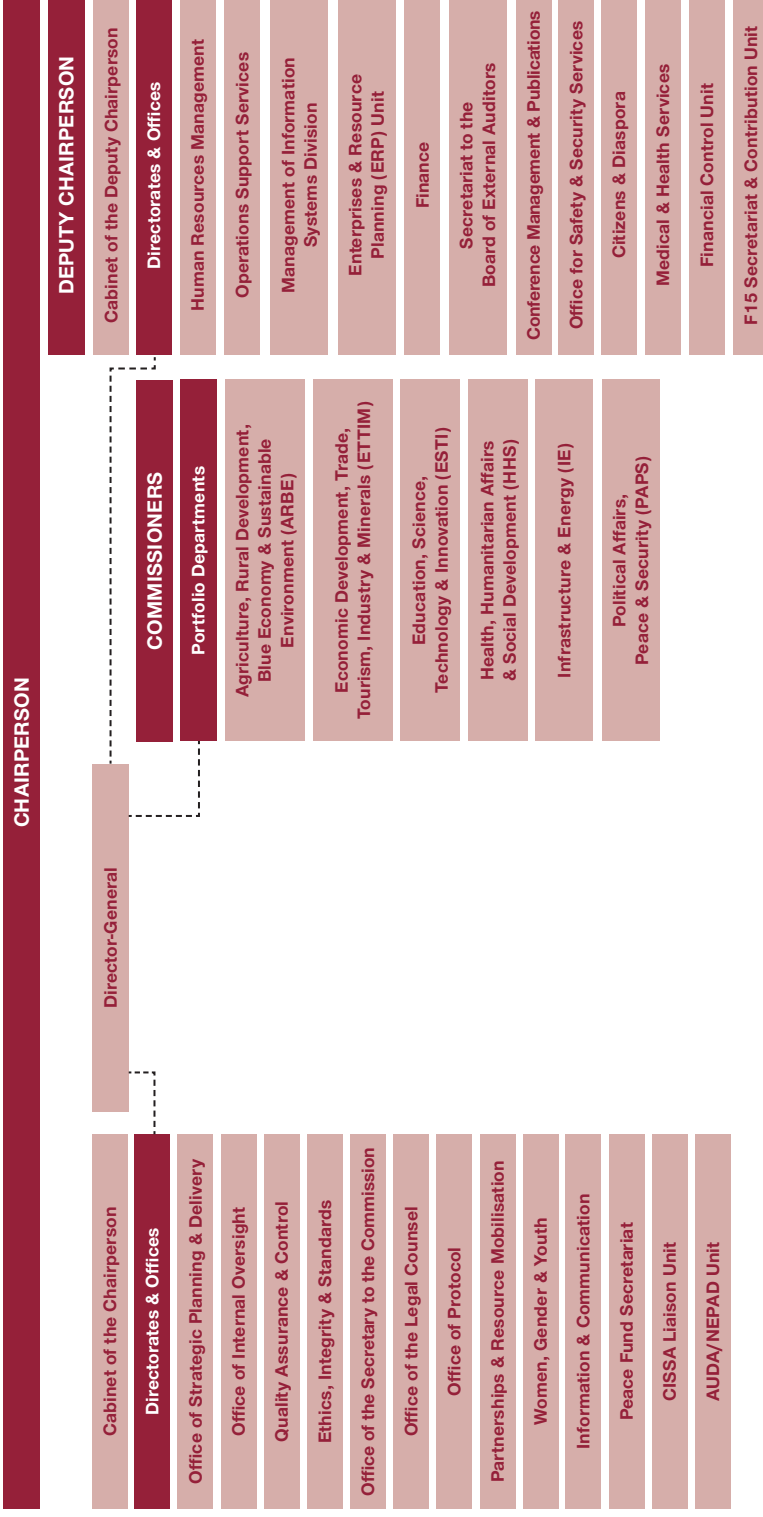 CHAIRPERSON
Cabinet of the Chairperson
Directorates & Offices
Office of Strategic Planning & Delivery
Office of Internal Oversight
Quality Assurance & Control
Ethics, Integrity & Standards
Office of the Secretary to the Commission
Office of the Legal Counsel
Office of Protocol
Partnerships & Resource Mobilisation
Women, Gender & Youth
Information & Communication
Peace Fund Secretariat
CISSA Liaison Unit
AUDA/NEPAD Unit
Director-General
COMMISSIONERS
Portfolio Departments
Agriculture, Rural Development,
Blue Economy & Sustainable
Environment (ARBE)
Economic Development, Trade,
Tourism, Industry & Minerals (ETTIM)
Education, Science,
Technology & Innovation (ESTI)
Health, Humanitarian Affairs
& Social Development (HHS)
Infrastructure & Energy (IE)
Political Affairs,
Peace & Security (PAPS)
DEPUTY CHAIRPERSON
Cabinet of the Deputy Chairperson
Directorates & Offices
Human Resources Management
Operations Support Services
Management of Information
Systems Division
Enterprises & Resource
Planning (ERP) Unit
Finance
Secretariat to the
Board of External Auditors
Conference Management & Publications
Office for Safety & Security Services
Citizens & Diaspora
Medical & Health Services
Financial Control Unit
F15 Secretariat & Contribution Unit